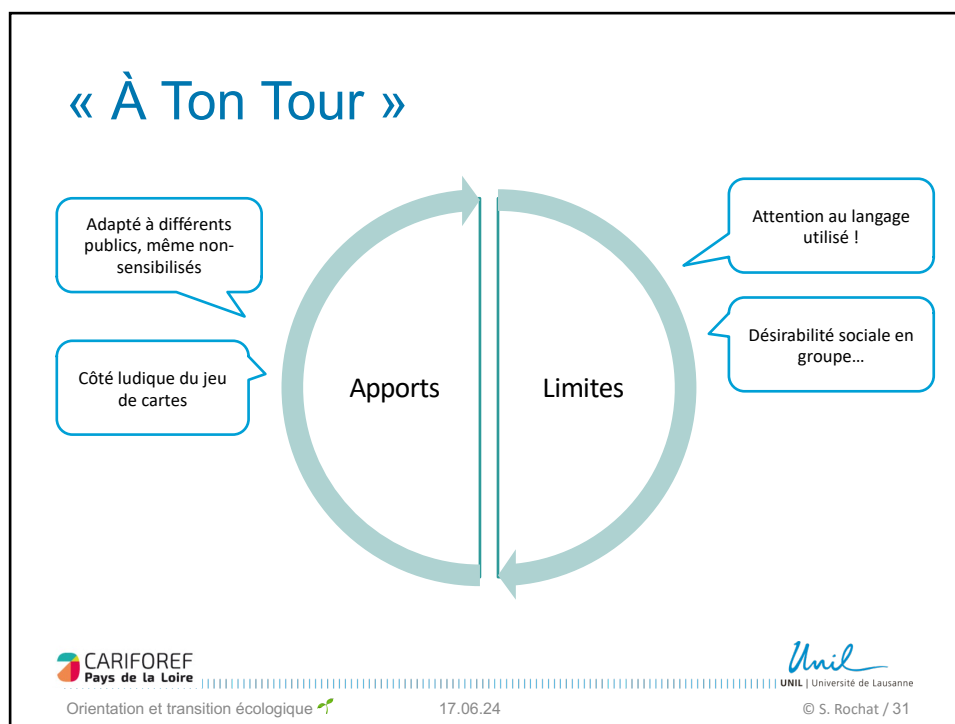 « À Ton Tour »
Adapté à différents
publics, même non-
sensibilisés
Côté ludique du jeu
de cartes
Apports
Limites
Attention au langage
utilisé !
Désirabilité sociale en
groupe…
CARIFOREF
Pays de la Loire
Unil
UNIL | Université de Lausanne
Orientation et transition écologique
17.06.24
© S. Rochat / 31